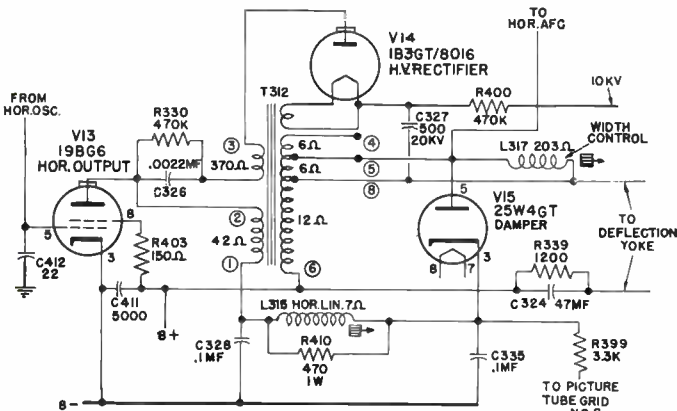 TO
HOR. AFC
V14
1B3GT/8016
H.V. RECTIFIER
10KV
FROM
HOR. OSC.
V13
19BG6
HOR. OUTPUT
R330
470K
.0022MF
C326
T312
3
370Ω
2
42Ω
1
6Ω
6Ω
12Ω
4
5
8
6
C327
500
20KV
R400
470K
L317 203Ω
WIDTH
CONTROL
5
V15
25W4GT
DAMPER
8
7
3
TO
DEFLECTION
YOKE
R339
1200
C324
.47MF
5
8
3
R403
150Ω
C412
22
C411
5000
B+
L316 HOR. LIN. 7Ω
C328
.1MF
R410
470
1W
C335
.1MF
R399
3.3K
TO PICTURE
TUBE GRID
B-